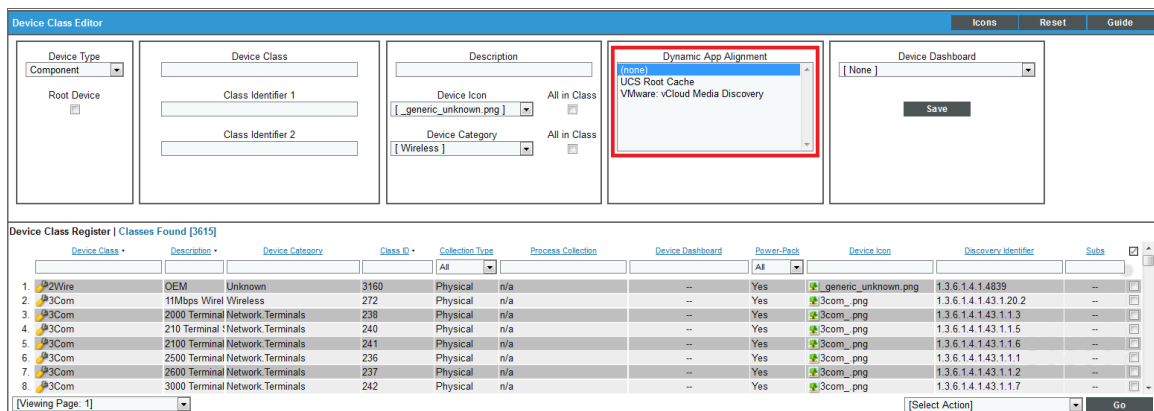 Device Class Editor Icons Reset Guide
Device Type Device Class Description Dynamic App Alignment Device Dashboard
Component (none) [ None ]
UCS Root Cache
Root Device Class Identifier 1 Device Icon All in Class VMware: vCloud Media Discovery
[ _generic_unknown.png ] Save
Class Identifier 2 Device Category All in Class
[ Wireless ]
Device Class Register | Classes Found [3615]
Device Class • Description • Device Category Class ID • Collection Type Process Collection Device Dashboard Power-Pack Device Icon Discovery Identifier Subs
All All
1. 2Wire OEM Unknown 3160 Physical n/a -- Yes _generic_unknown.png 1.3.6.1.4.1.4839 --
2. 3Com 11Mbps Wirel Wireless 272 Physical n/a -- Yes 3com_.png 1.3.6.1.4.1.43.1.20.2 --
3. 3Com 2000 Terminal Network.Terminals 238 Physical n/a -- Yes 3com_.png 1.3.6.1.4.1.43.1.1.3 --
4. 3Com 210 Terminal Network.Terminals 240 Physical n/a -- Yes 3com_.png 1.3.6.1.4.1.43.1.1.5 --
5. 3Com 2100 Terminal Network.Terminals 241 Physical n/a -- Yes 3com_.png 1.3.6.1.4.1.43.1.1.6 --
6. 3Com 2500 Terminal Network.Terminals 236 Physical n/a -- Yes 3com_.png 1.3.6.1.4.1.43.1.1.1 --
7. 3Com 2600 Terminal Network.Terminals 237 Physical n/a -- Yes 3com_.png 1.3.6.1.4.1.43.1.1.2 --
8. 3Com 3000 Terminal Network.Terminals 242 Physical n/a -- Yes 3com_.png 1.3.6.1.4.1.43.1.1.7 --
[Viewing Page: 1] [Select Action] Go